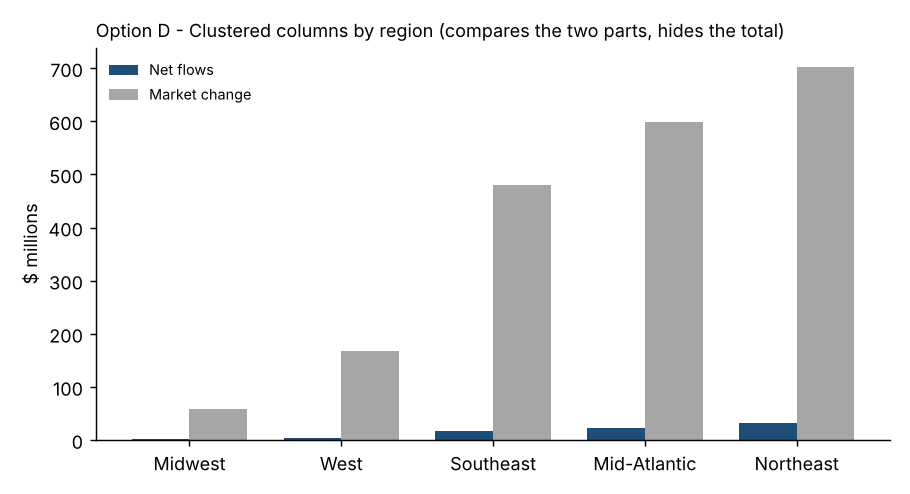 Option D - Clustered columns by region (compares the two parts, hides the total)
Net flows
Market change
$ millions
700
600
500
400
300
200
100
0
Midwest West Southeast Mid-Atlantic Northeast